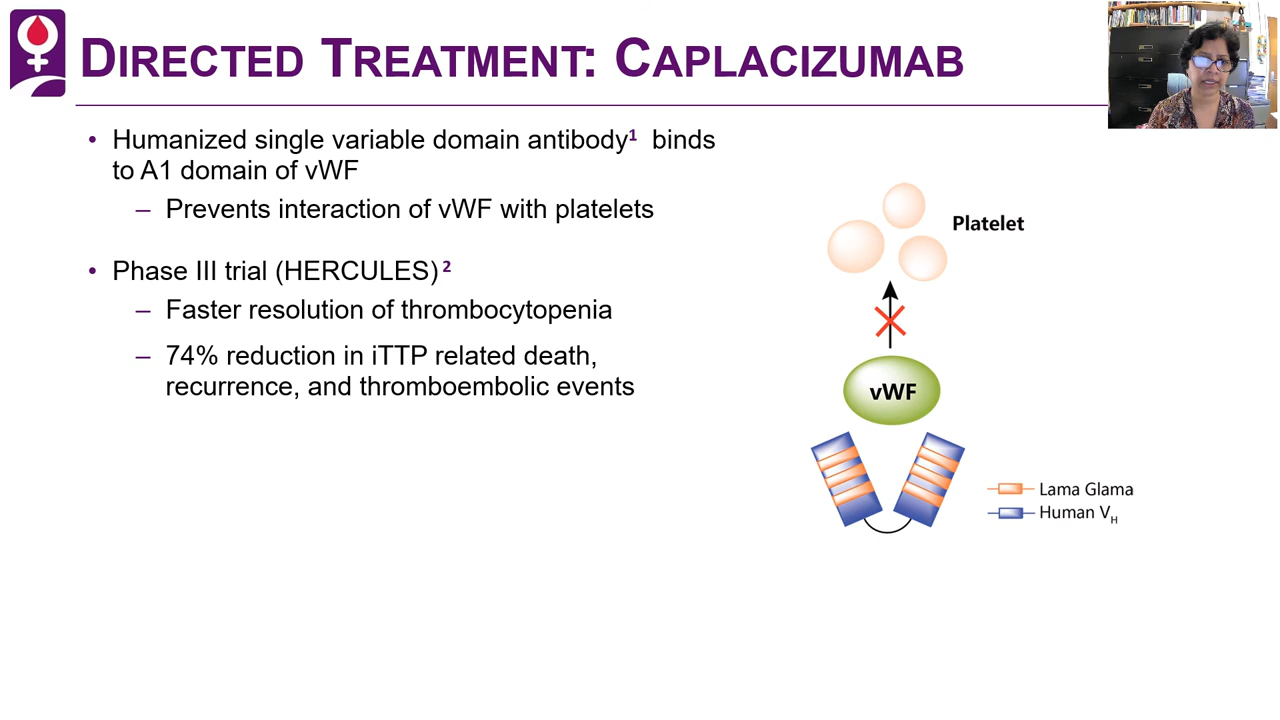 DIRECTED TREATMENT: CAPLACIZUMAB
• Humanized single variable domain antibody¹ binds
to A1 domain of vWF
– Prevents interaction of vWF with platelets
• Phase III trial (HERCULES)²
– Faster resolution of thrombocytopenia
– 74% reduction in iTTP related death,
recurrence, and thromboembolic events
Platelet
vWF
Lama Glama
Human VH